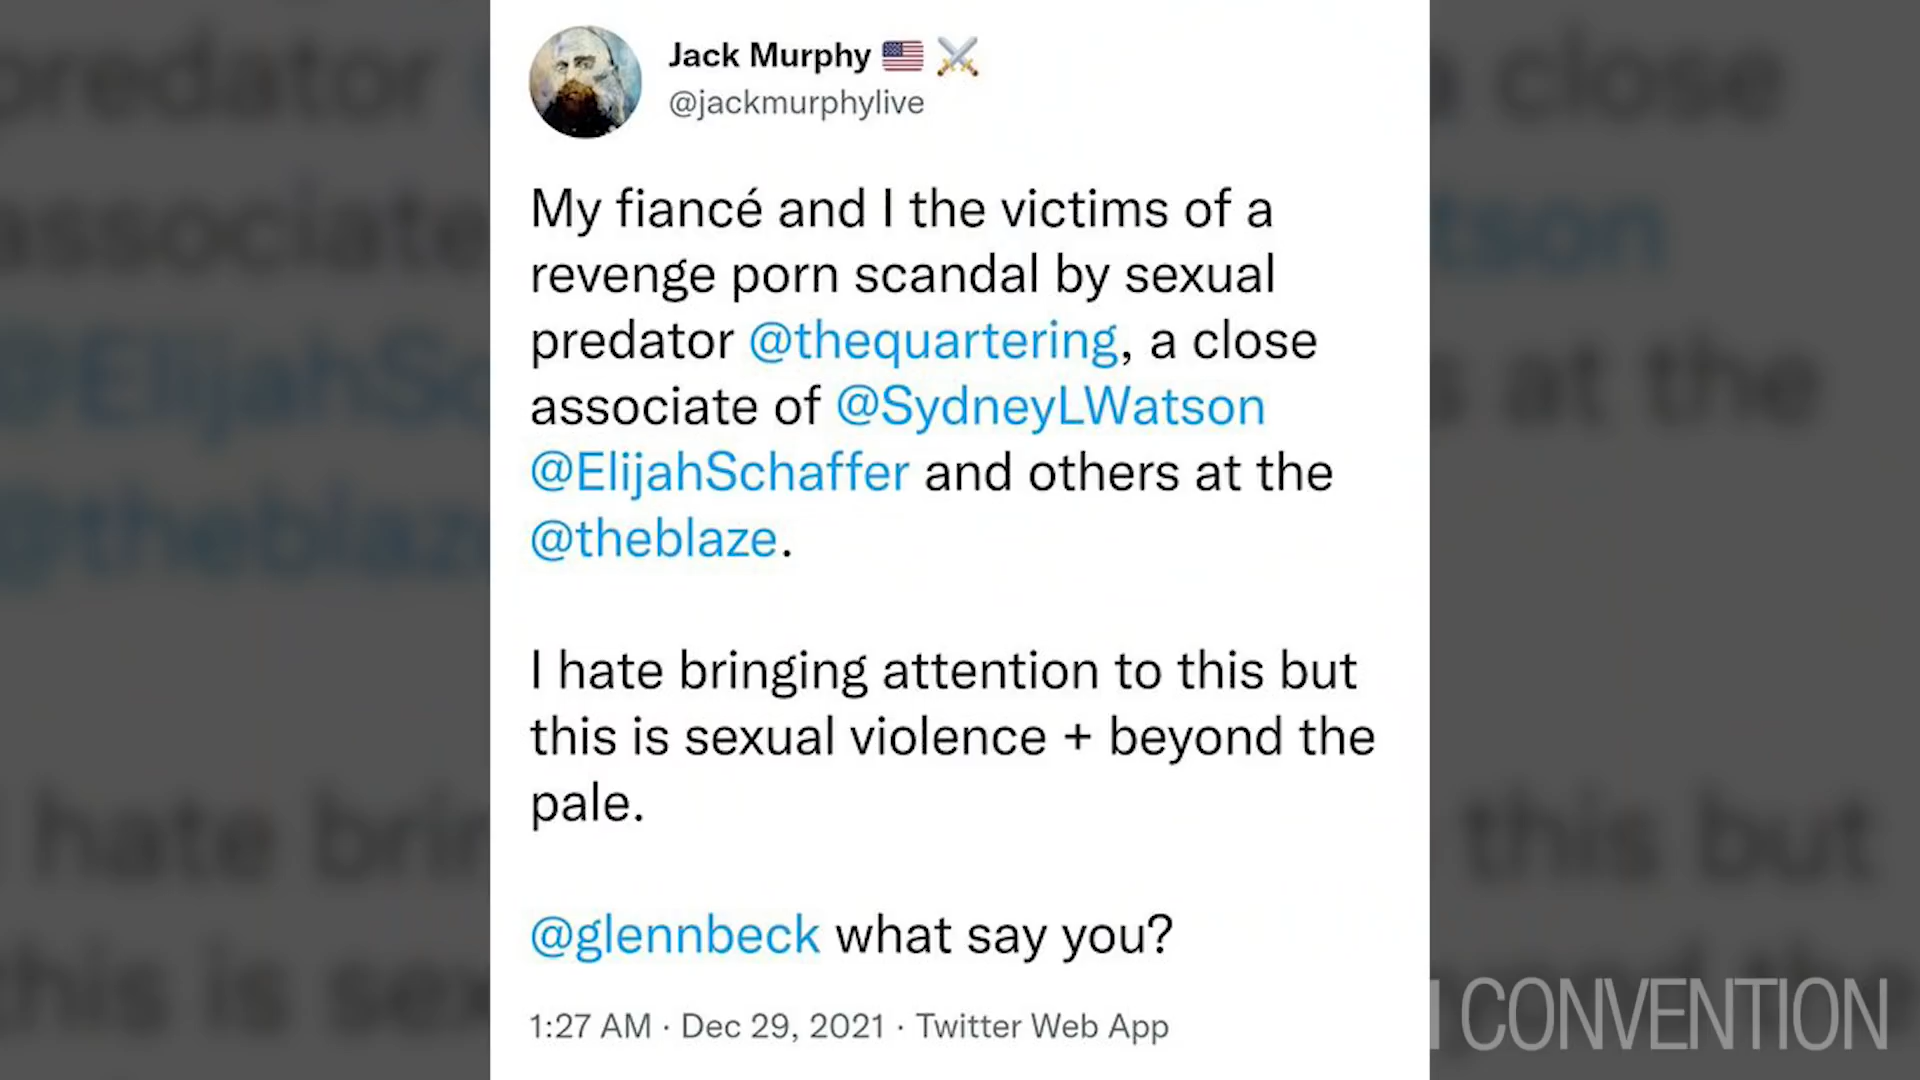 Jack Murphy
@jackmurphylive
My fiancé and I the victims of a
revenge porn scandal by sexual
predator @thequartering, a close
associate of @SydneyLWatson
@ElijahSchaffer and others at the
@theblaze.
I hate bringing attention to this but
this is sexual violence + beyond the
pale.
@glennbeck what say you?
1:27 AM · Dec 29, 2021 · Twitter Web App
CONVENTION